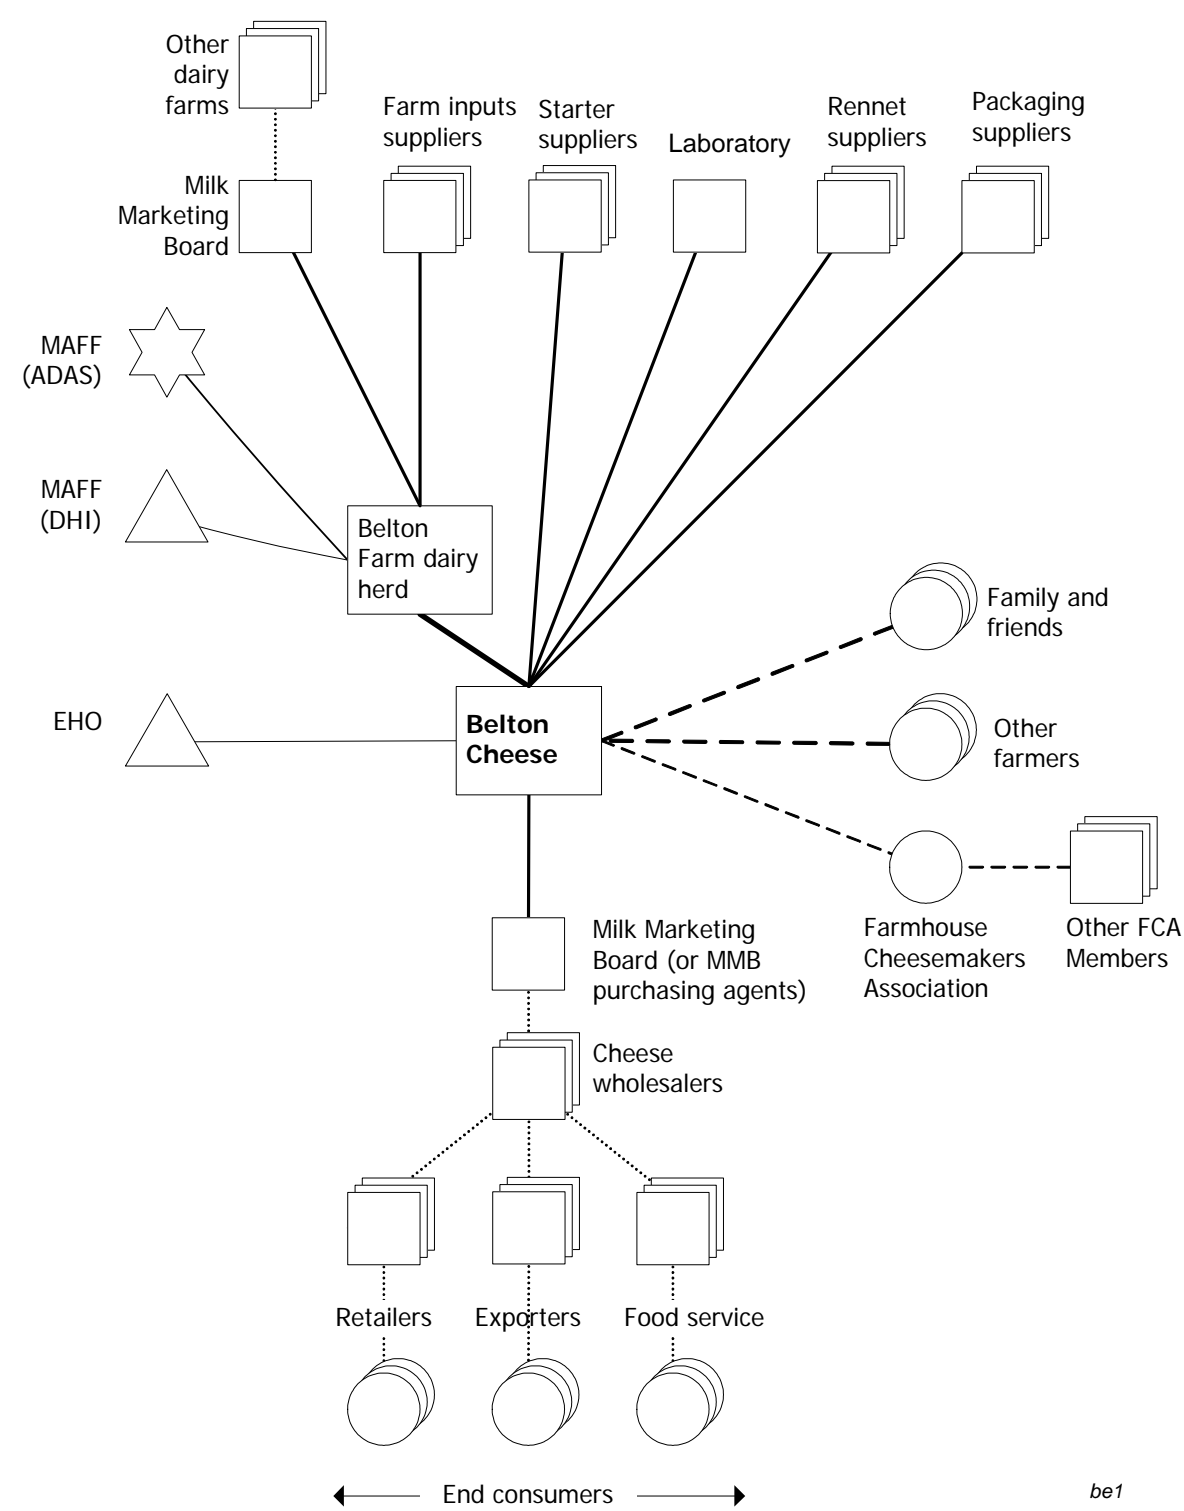 Other
dairy
farms
Farm inputs
suppliers
Starter
suppliers
Laboratory
Rennet
suppliers
Packaging
suppliers
Milk
Marketing
Board
MAFF
(ADAS)
MAFF
(DHI)
Belton
Farm dairy
herd
Family and
friends
EHO
Belton
Cheese
Other
farmers
Milk Marketing
Board (or MMB
purchasing agents)
Farmhouse
Cheesemakers
Association
Other FCA
Members
Cheese
wholesalers
Retailers
Exporters
Food service
End consumers
be1